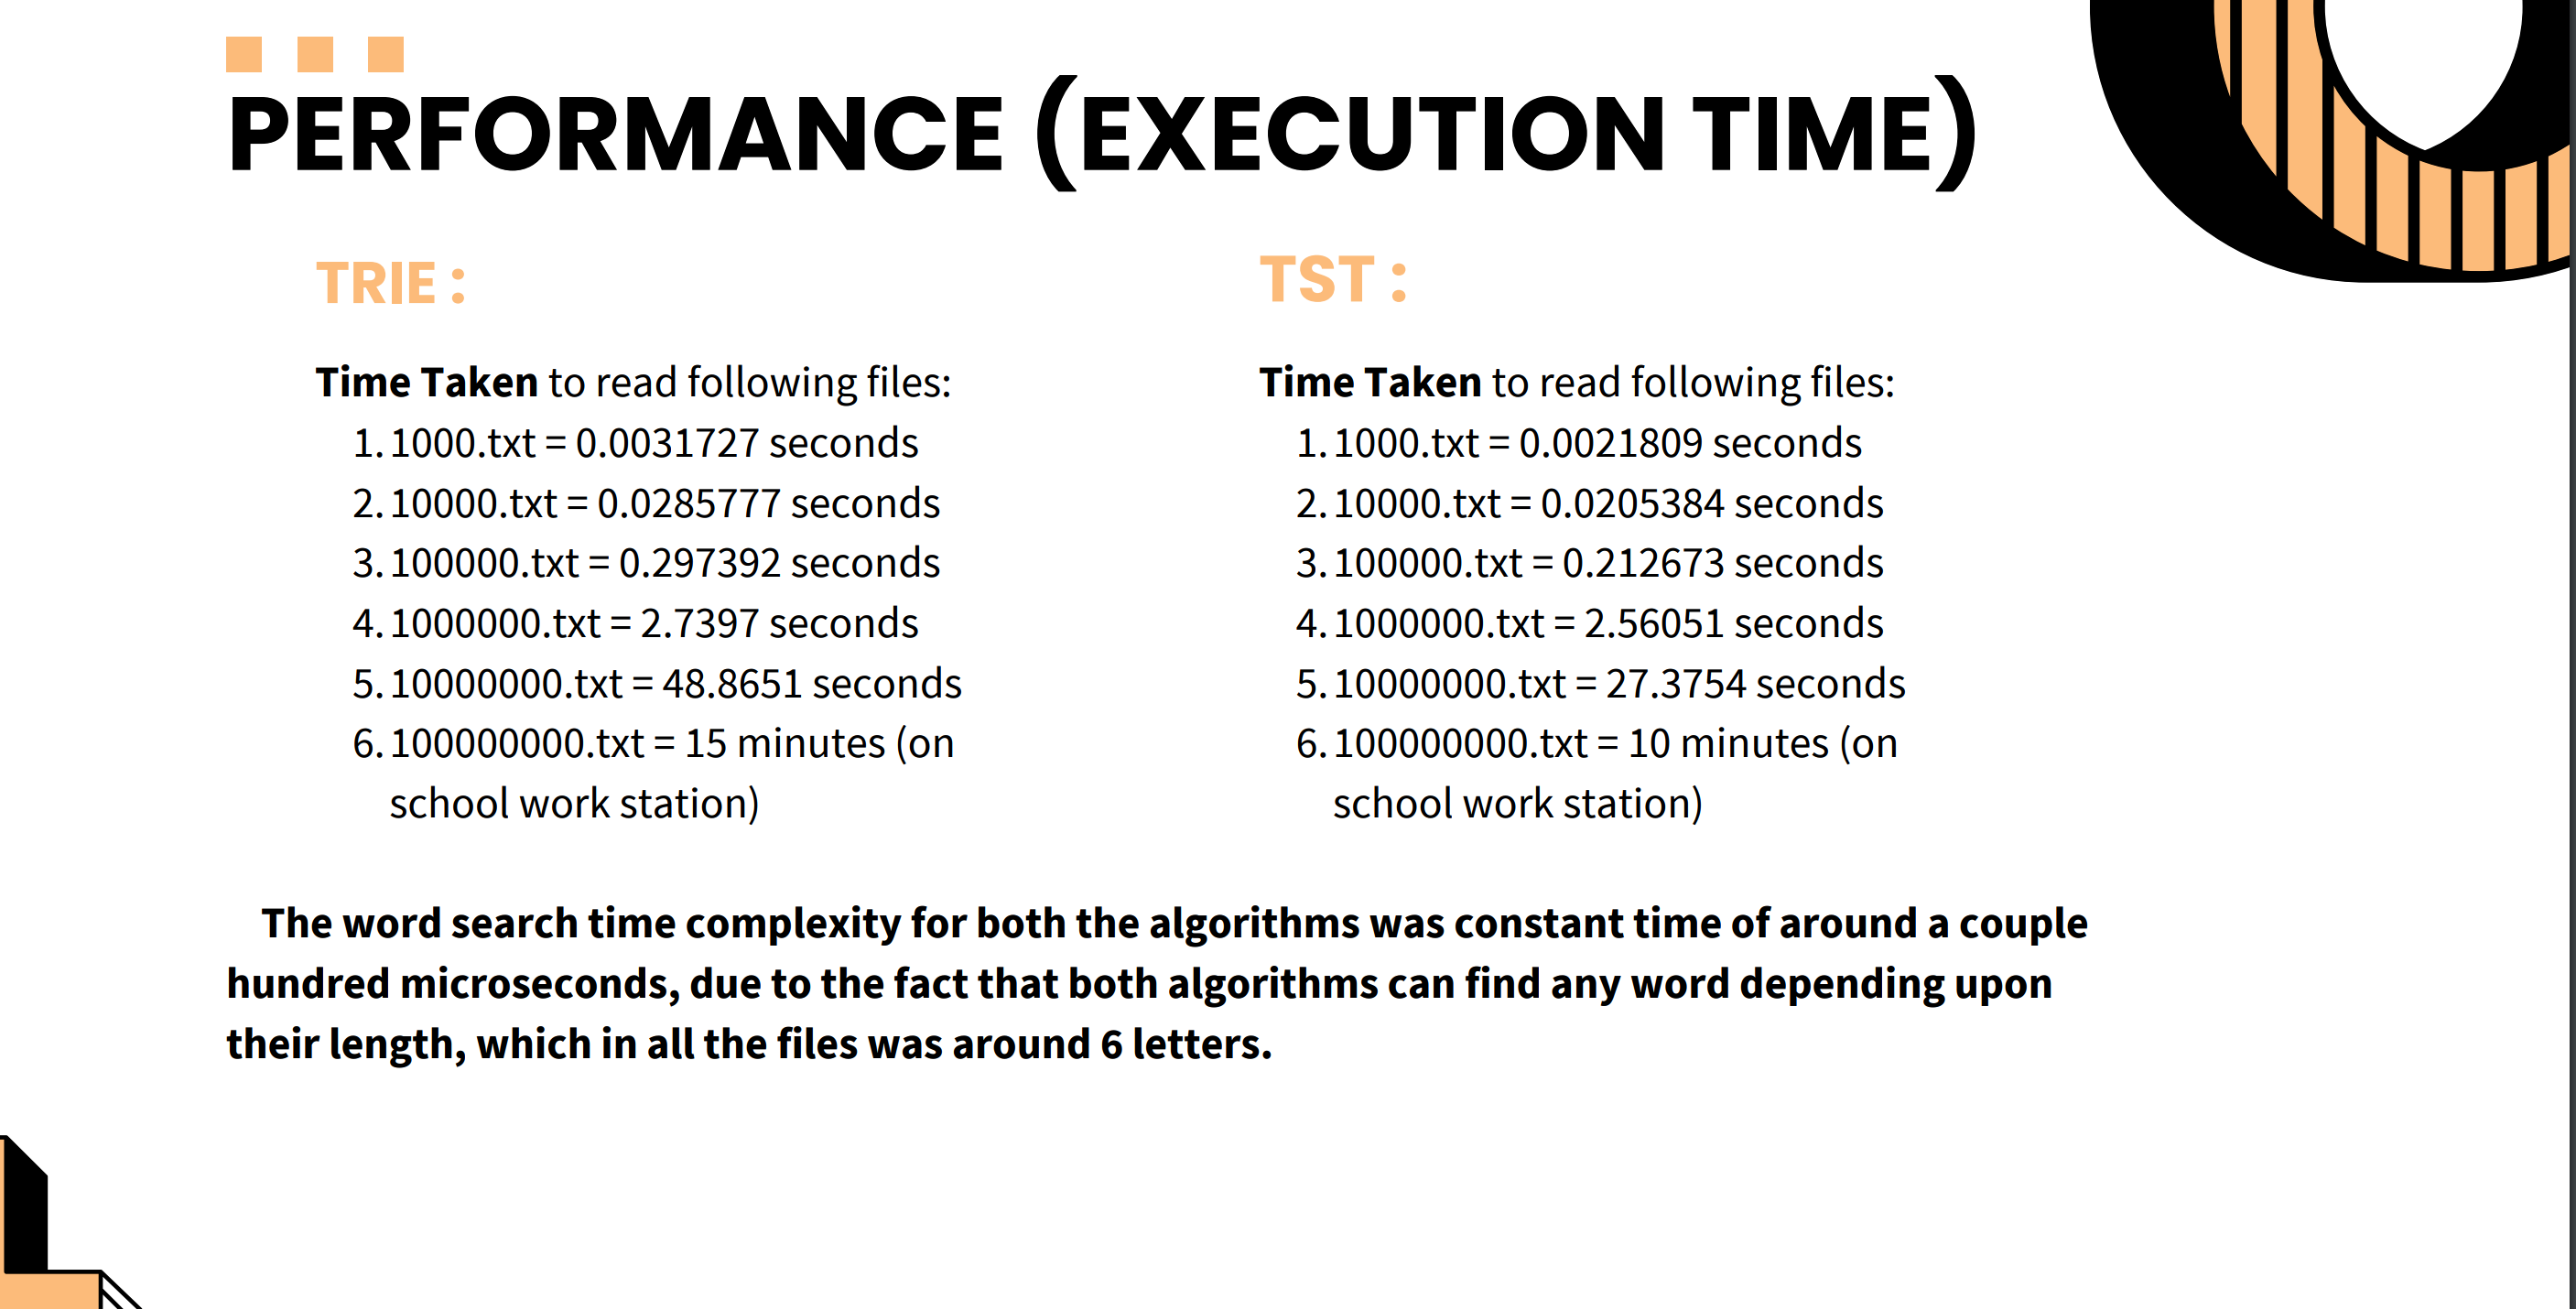 PERFORMANCE (EXECUTION TIME)
TRIE :
Time Taken to read following files:
1. 1000.txt = 0.0031727 seconds
2. 10000.txt = 0.0285777 seconds
3. 100000.txt = 0.297392 seconds
4. 1000000.txt = 2.7397 seconds
5. 10000000.txt = 48.8651 seconds
6. 100000000.txt = 15 minutes (on
school work station)
TST :
Time Taken to read following files:
1. 1000.txt = 0.0021809 seconds
2. 10000.txt = 0.0205384 seconds
3. 100000.txt = 0.212673 seconds
4. 1000000.txt = 2.56051 seconds
5. 10000000.txt = 27.3754 seconds
6. 100000000.txt = 10 minutes (on
school work station)
The word search time complexity for both the algorithms was constant time of around a couple
hundred microseconds, due to the fact that both algorithms can find any word depending upon
their length, which in all the files was around 6 letters.